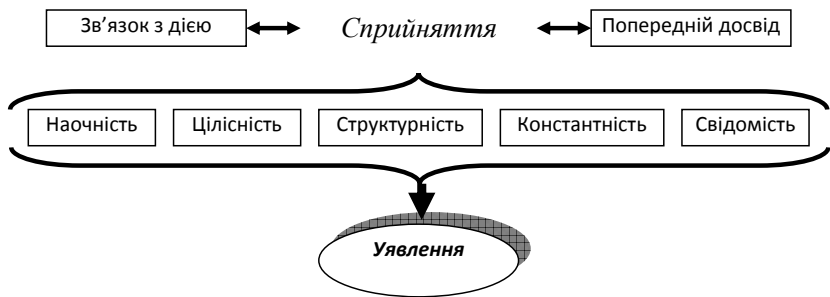 Зв’язок з дією Сприйняття Попередній досвід
Наочність Цілісність Структурність Константність Свідомість
Уявлення